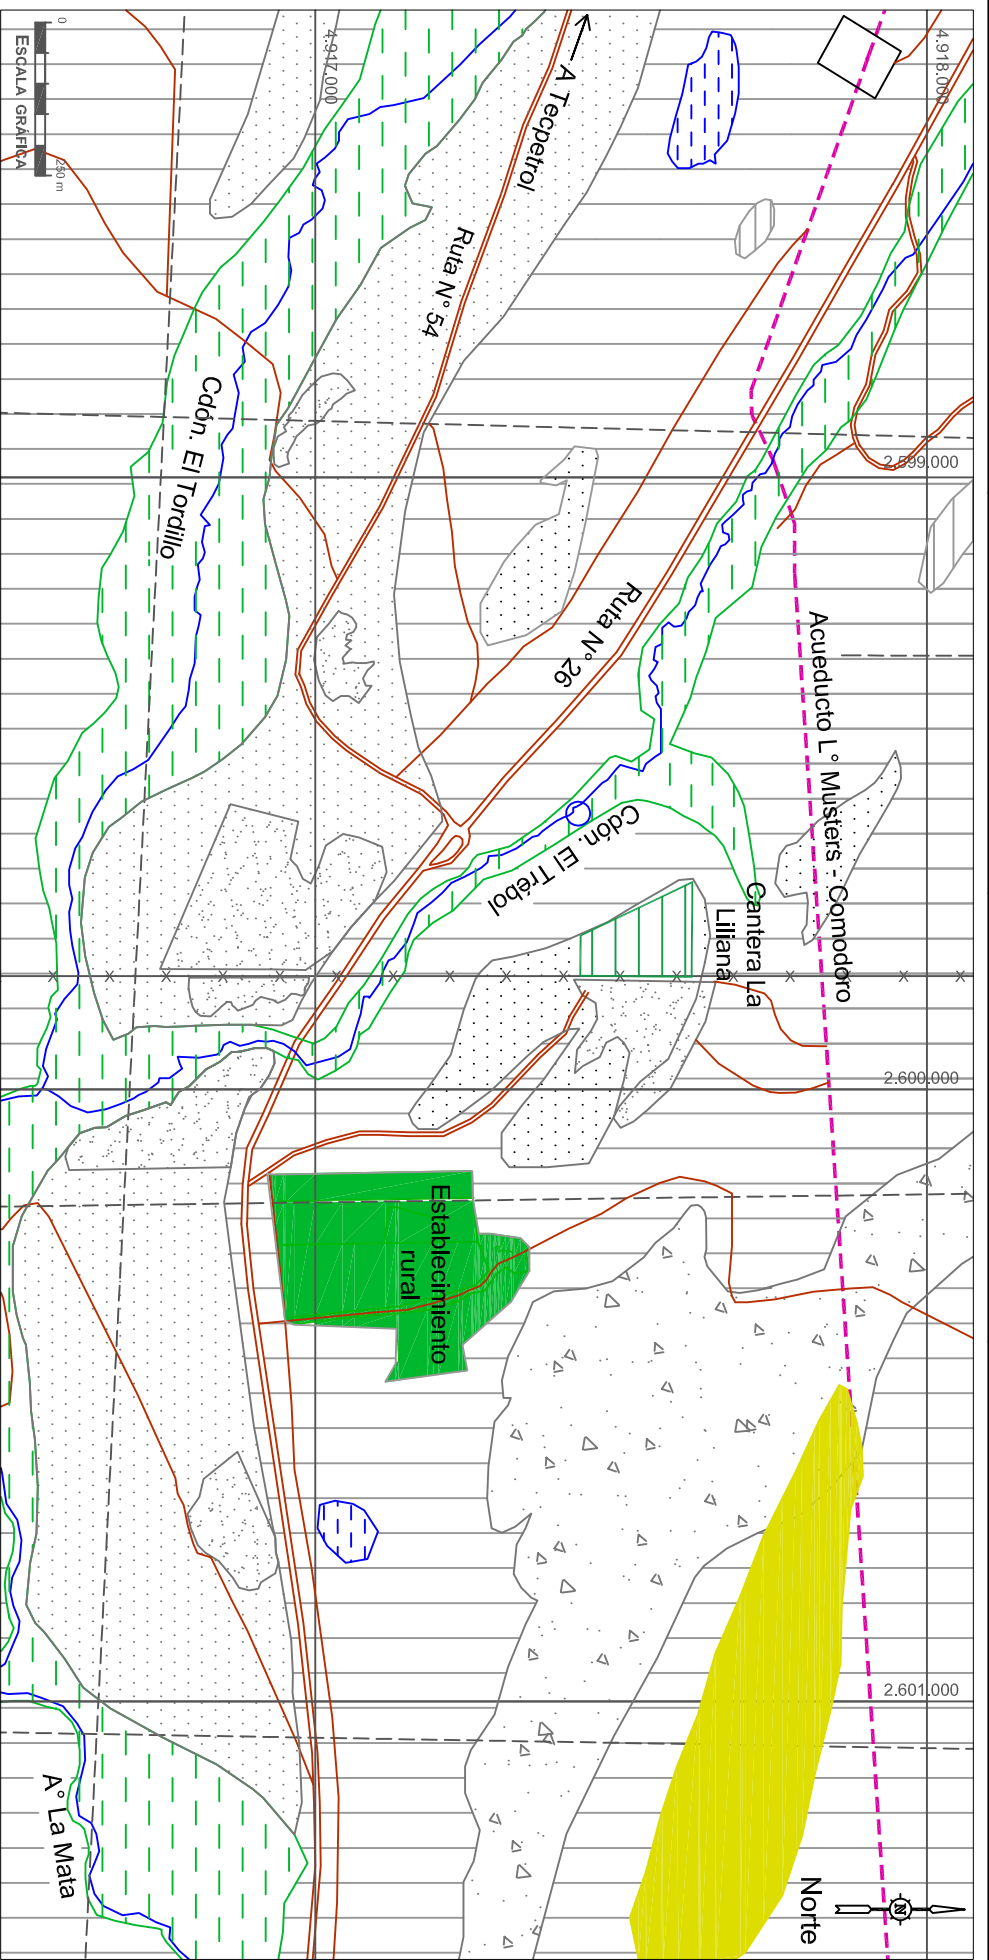 4.918.000
4.917.000
2.599.000
2.600.000
2.601.000
A Tecpetrol
Ruta N° 54
Ruta N° 26
Cdón. El Tordillo
Cdón. El Trébol
Acueducto L° Musters - Comodoro
Cantera La
Liliana
Establecimiento
rural
A° La Mata
Norte
N
0
250 m
ESCALA GRÁFICA